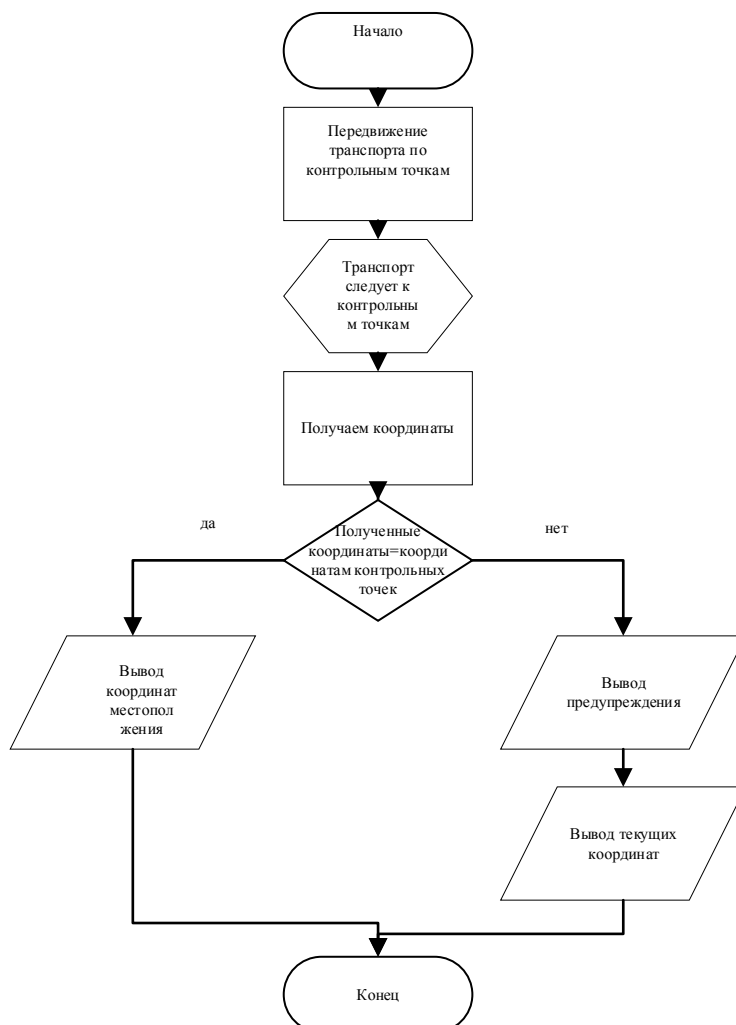 Начало
Передвижение
транспорта по
контрольным точкам
Транспорт
следует к
контрольны
м точкам
Получаем координаты
да
Полученные
координаты=коорди
натам контрольных
точек
нет
Вывод
координат
местопол
жения
Вывод
предупреждения
Вывод текущих
координат
Конец